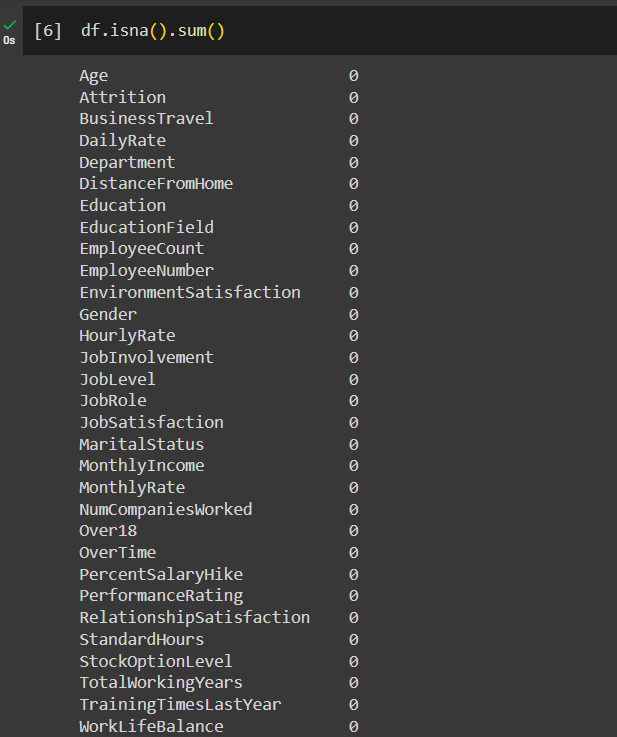 [6] df.isna().sum()
0s
Age 0
Attrition 0
BusinessTravel 0
DailyRate 0
Department 0
DistanceFromHome 0
Education 0
EducationField 0
EmployeeCount 0
EmployeeNumber 0
EnvironmentSatisfaction 0
Gender 0
HourlyRate 0
JobInvolvement 0
JobLevel 0
JobRole 0
JobSatisfaction 0
MaritalStatus 0
MonthlyIncome 0
MonthlyRate 0
NumCompaniesWorked 0
Over18 0
OverTime 0
PercentSalaryHike 0
PerformanceRating 0
RelationshipSatisfaction 0
StandardHours 0
StockOptionLevel 0
TotalWorkingYears 0
TrainingTimesLastYear 0
WorkLifeBalance 0